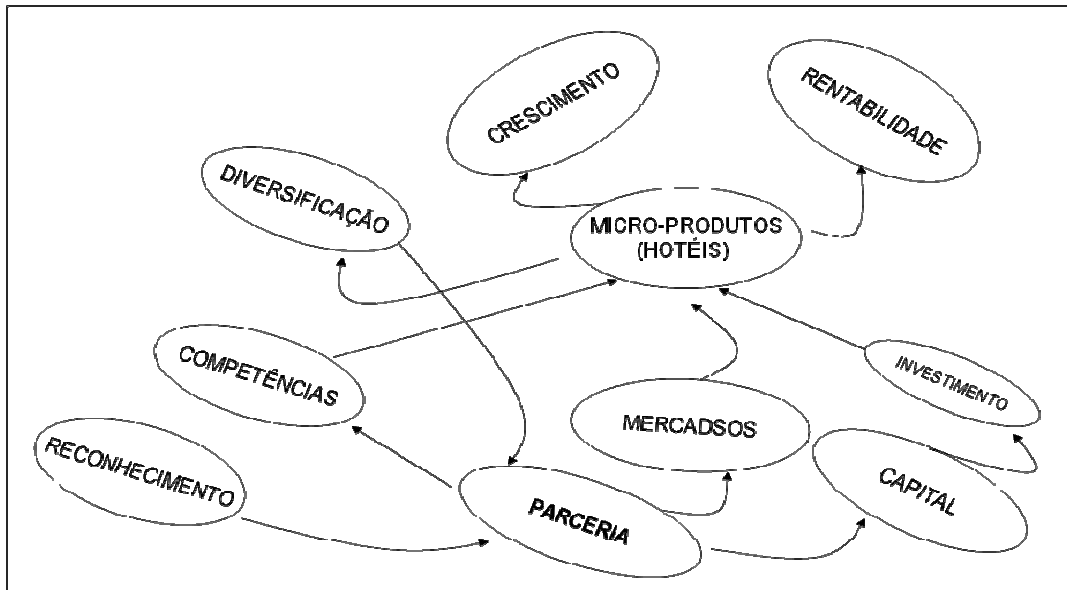 CRESCIMENTO
RENTABILIDADE
DIVERSIFICAÇÃO
MICRO-PRODUTOS
(HOTÉIS)
COMPETÊNCIAS
INVESTIMENTO
MERCADSOS
RECONHECIMENTO
CAPITAL
PARCERIA